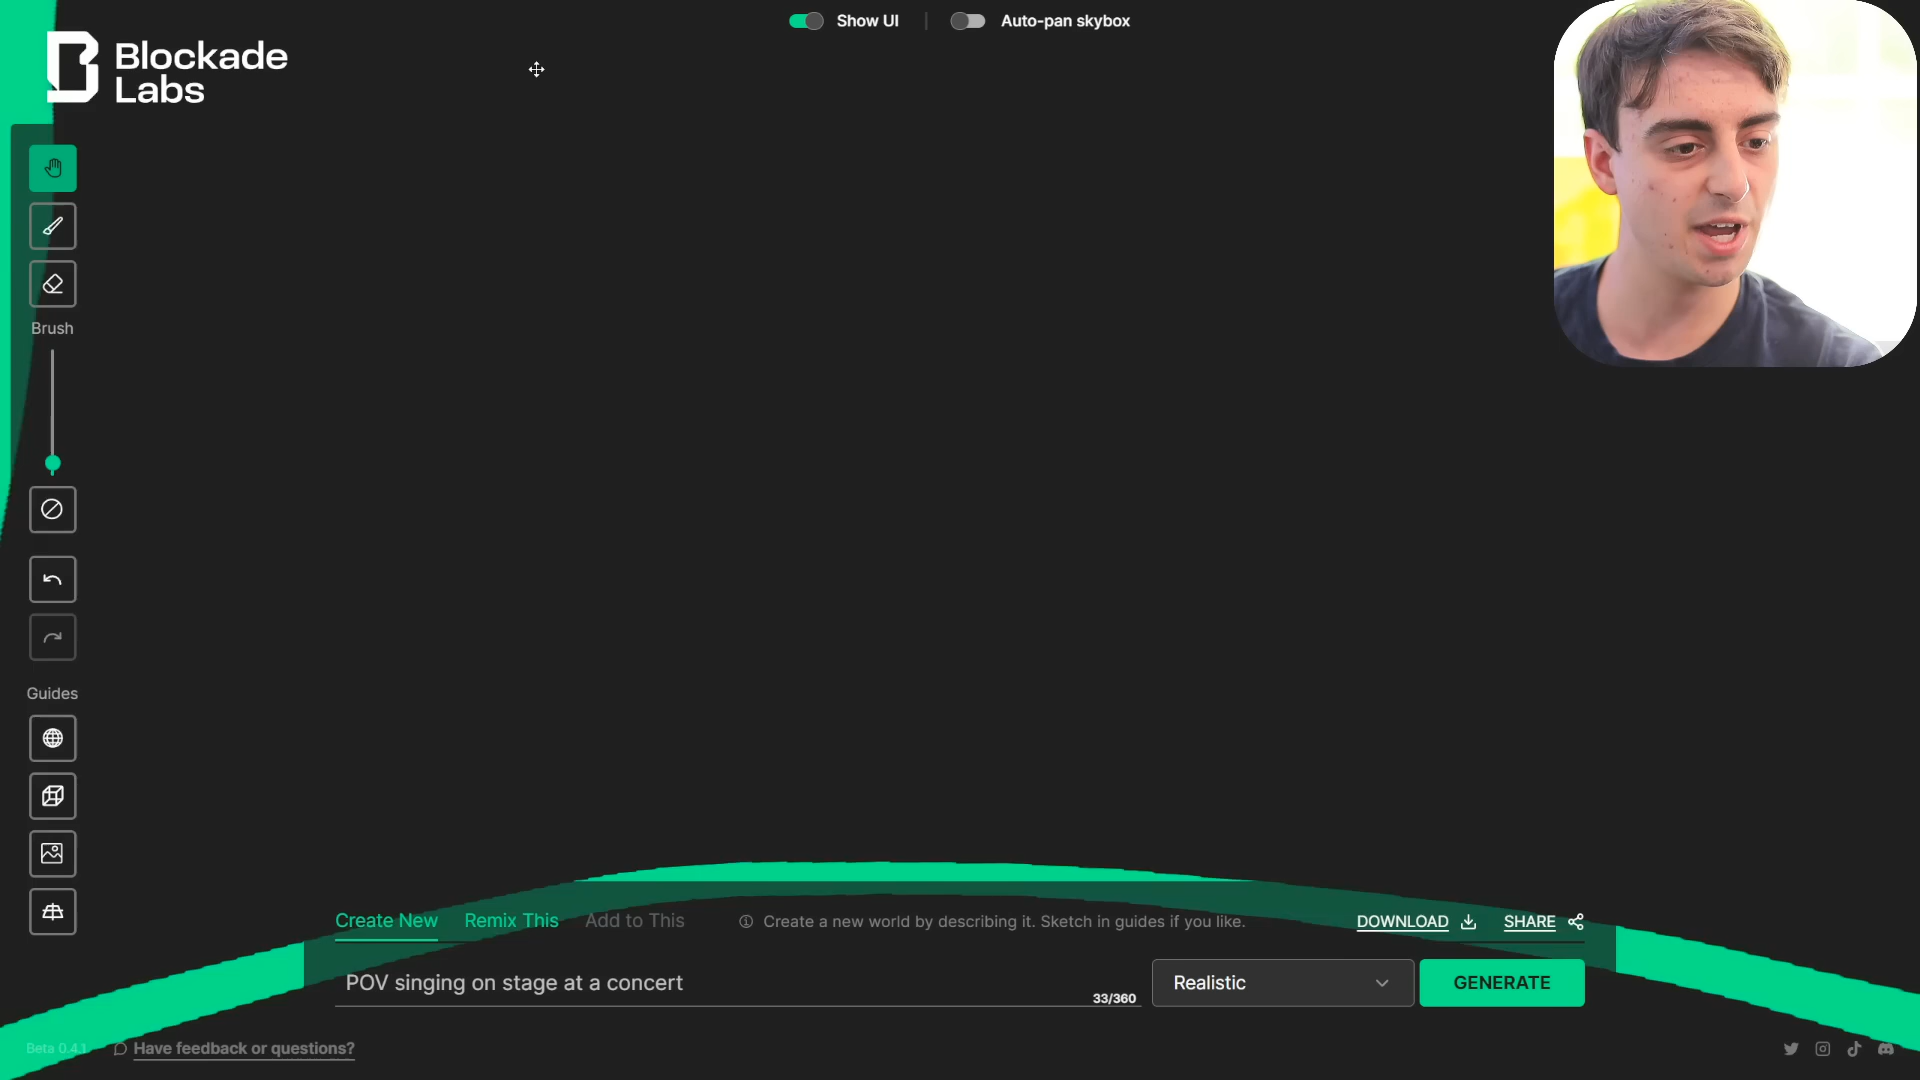 Show UI
Auto-pan skybox
Blockade
Labs
Brush
Guides
Create New
Remix This
Add to This
Create a new world by describing it. Sketch in guides if you like.
DOWNLOAD
SHARE
POV singing on stage at a concert
33/360
Realistic
GENERATE
Beta 0.4.1
Have feedback or questions?